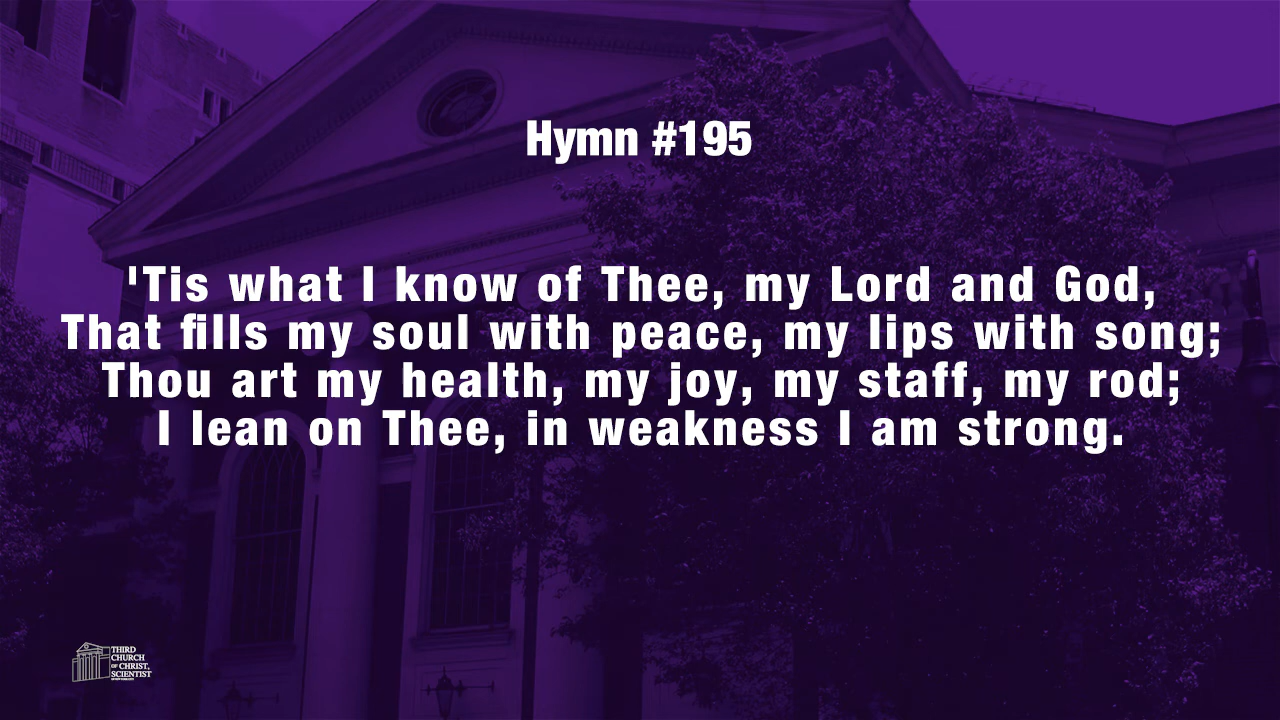 Hymn #195
'Tis what I know of Thee, my Lord and God,
That fills my soul with peace, my lips with song;
Thou art my health, my joy, my staff, my rod;
I lean on Thee, in weakness I am strong.
THIRD
CHURCH
OF CHRIST,
SCIENTIST